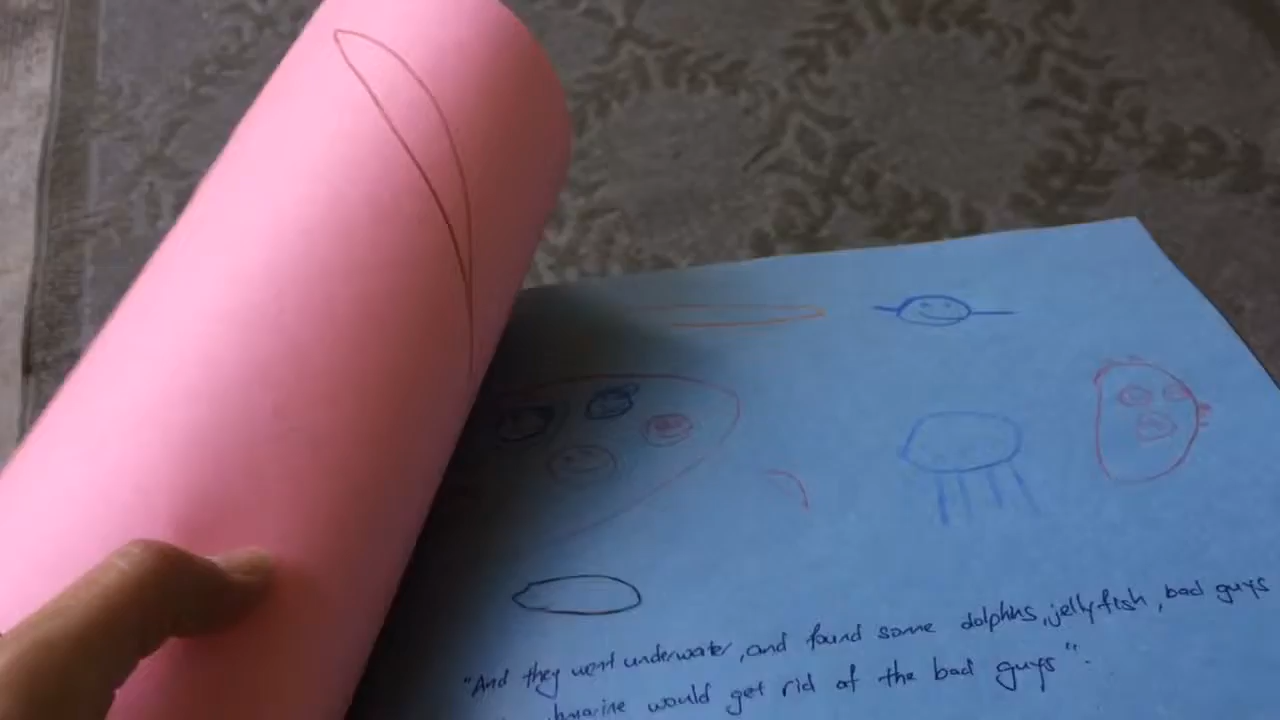 "And they went underwater, and found some dolphins, jellyfish, bad guys
would get rid of the bad guys".